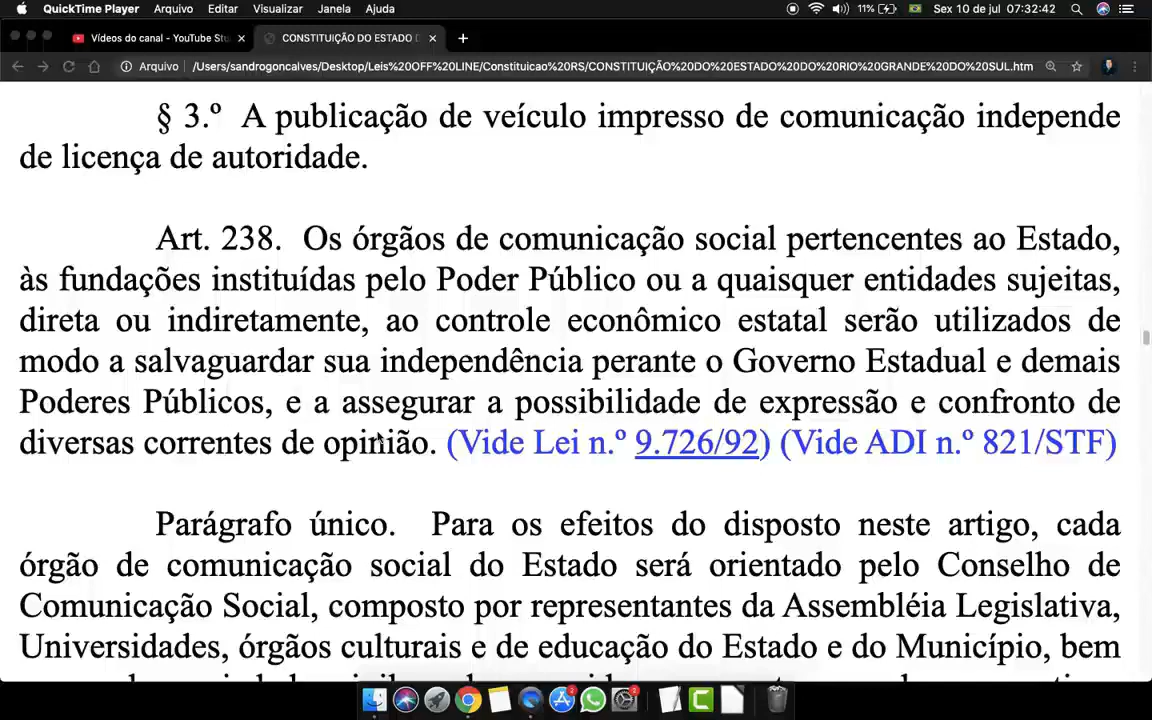 QuickTime Player Arquivo Editar Visualizar Janela Ajuda 11% Sex 10 de jul 07:32:42
Vídeos do canal - YouTube Stu × CONSTITUIÇÃO DO ESTADO × +
Arquivo /Users/sandrogoncalves/Desktop/Leis%20OFF%20LINE/Constituicao%20RS/CONSTITUIÇÃO%20DO%20ESTADO%20DO%20RIO%20GRANDE%20DO%20SUL.htm
§ 3.º A publicação de veículo impresso de comunicação independe
de licença de autoridade.
Art. 238. Os órgãos de comunicação social pertencentes ao Estado,
às fundações instituídas pelo Poder Público ou a quaisquer entidades sujeitas,
direta ou indiretamente, ao controle econômico estatal serão utilizados de
modo a salvaguardar sua independência perante o Governo Estadual e demais
Poderes Públicos, e a assegurar a possibilidade de expressão e confronto de
diversas correntes de opinião. (Vide Lei n.º 9.726/92) (Vide ADI n.º 821/STF)
Parágrafo único. Para os efeitos do disposto neste artigo, cada
órgão de comunicação social do Estado será orientado pelo Conselho de
Comunicação Social, composto por representantes da Assembléia Legislativa,
Universidades, órgãos culturais e de educação do Estado e do Município, bem